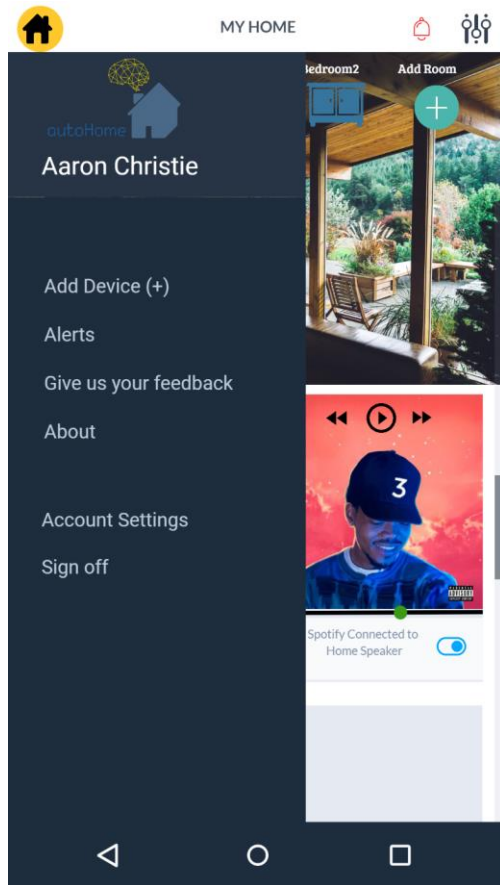 MY HOME
autoHome
Aaron Christie
Add Device (+)
Alerts
Give us your feedback
About
Account Settings
Sign off
Bedroom2
Add Room
3
Spotify Connected to
Home Speaker